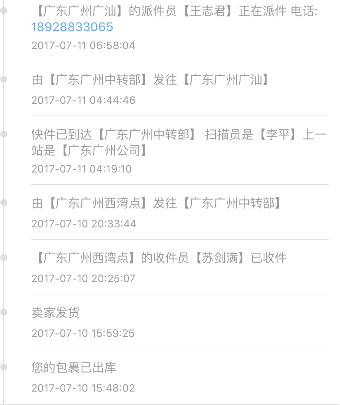 【广东广州广汕】的派件员【王志君】正在派件 电话:
18928833065
2017-07-11 06:58:04
由【广东广州中转部】发往【广东广州广汕】
2017-07-11 04:44:46
快件已到达【广东广州中转部】 扫描员是【李平】上一
站是【广东广州公司】
2017-07-11 04:19:10
由【广东广州西湾点】发往【广东广州中转部】
2017-07-10 20:33:44
【广东广州西湾点】的收件员【苏剑满】已收件
2017-07-10 20:25:07
卖家发货
2017-07-10 15:59:25
您的包裹已出库
2017-07-10 15:48:02